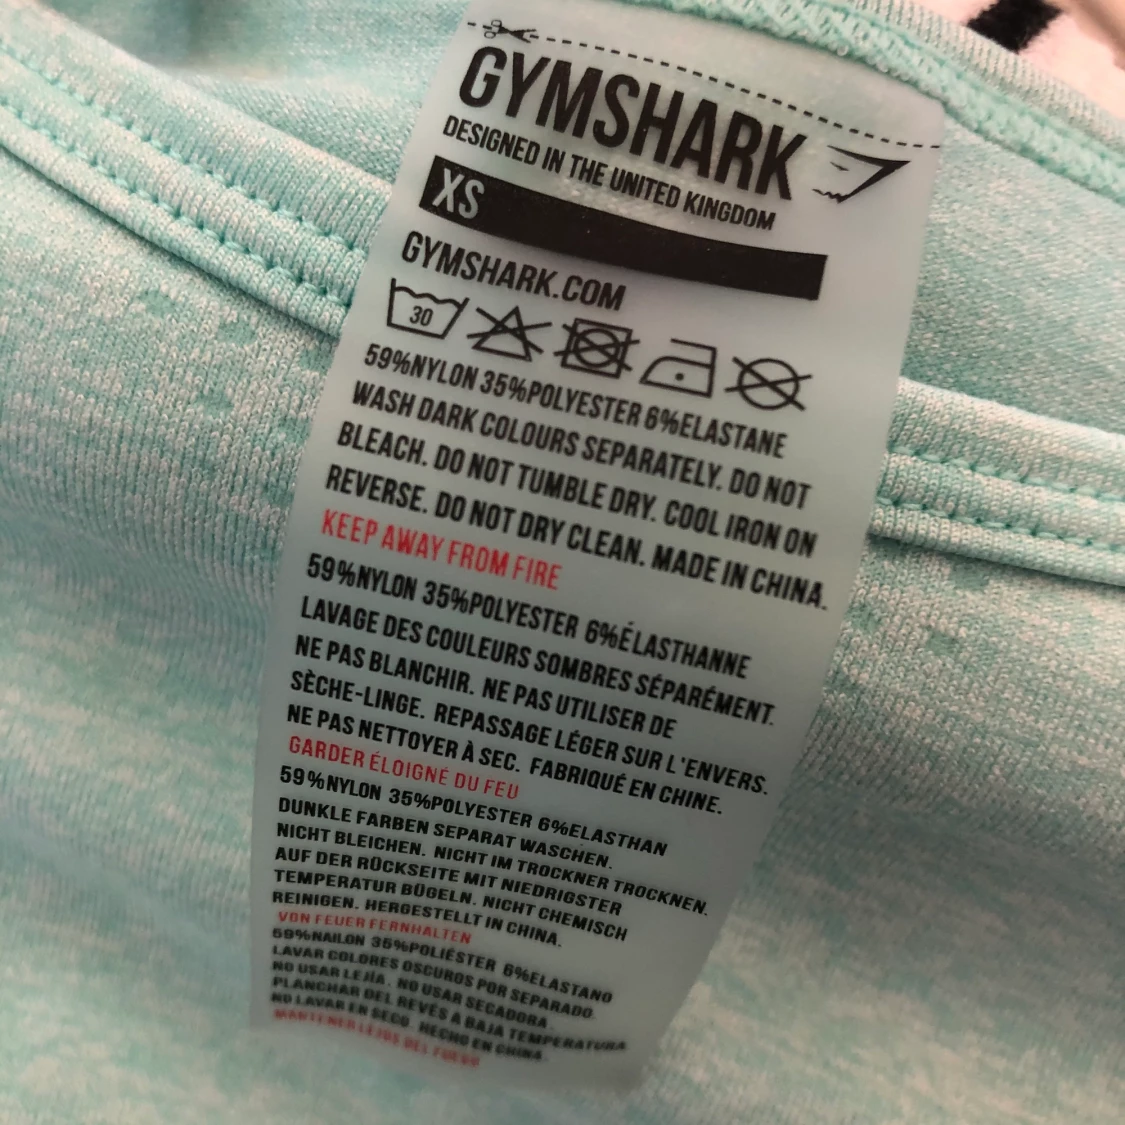 GYMSHARK
DESIGNED IN THE UNITED KINGDOM
XS
GYMSHARK.COM
30
59%NYLON 35%POLYESTER 6%ELASTANE
WASH DARK COLOURS SEPARATELY. DO NOT
BLEACH. DO NOT TUMBLE DRY. COOL IRON ON
REVERSE. DO NOT DRY CLEAN. MADE IN CHINA.
KEEP AWAY FROM FIRE
59%NYLON 35%POLYESTER 6%ÉLASTHANNE
LAVAGE DES COULEURS SOMBRES SÉPARÉMENT.
NE PAS BLANCHIR. NE PAS UTILISER DE
SÈCHE-LINGE. REPASSAGE LÉGER SUR L'ENVERS.
NE PAS NETTOYER À SEC. FABRIQUÉ EN CHINE.
GARDER ÉLOIGNÉ DU FEU
59%NYLON 35%POLYESTER 6%ELASTHAN
DUNKLE FARBEN SEPARAT WASCHEN.
NICHT BLEICHEN. NICHT IM TROCKNER TROCKNEN.
AUF DER RÜCKSEITE MIT NIEDRIGSTER
TEMPERATUR BÜGELN. NICHT CHEMISCH
REINIGEN. HERGESTELLT IN CHINA.
VON FEUER FERNHALTEN
59%NAILON 35%POLIÉSTER 6%ELASTANO
LAVAR COLORES OSCUROS POR SEPARADO.
NO USAR LEJÍA. NO USAR SECADORA.
PLANCHAR DEL REVÉS A BAJA TEMPERATURA
NO LAVAR EN SECO. HECHO EN CHINA.
MANTENER LEJOS DEL FUEGO